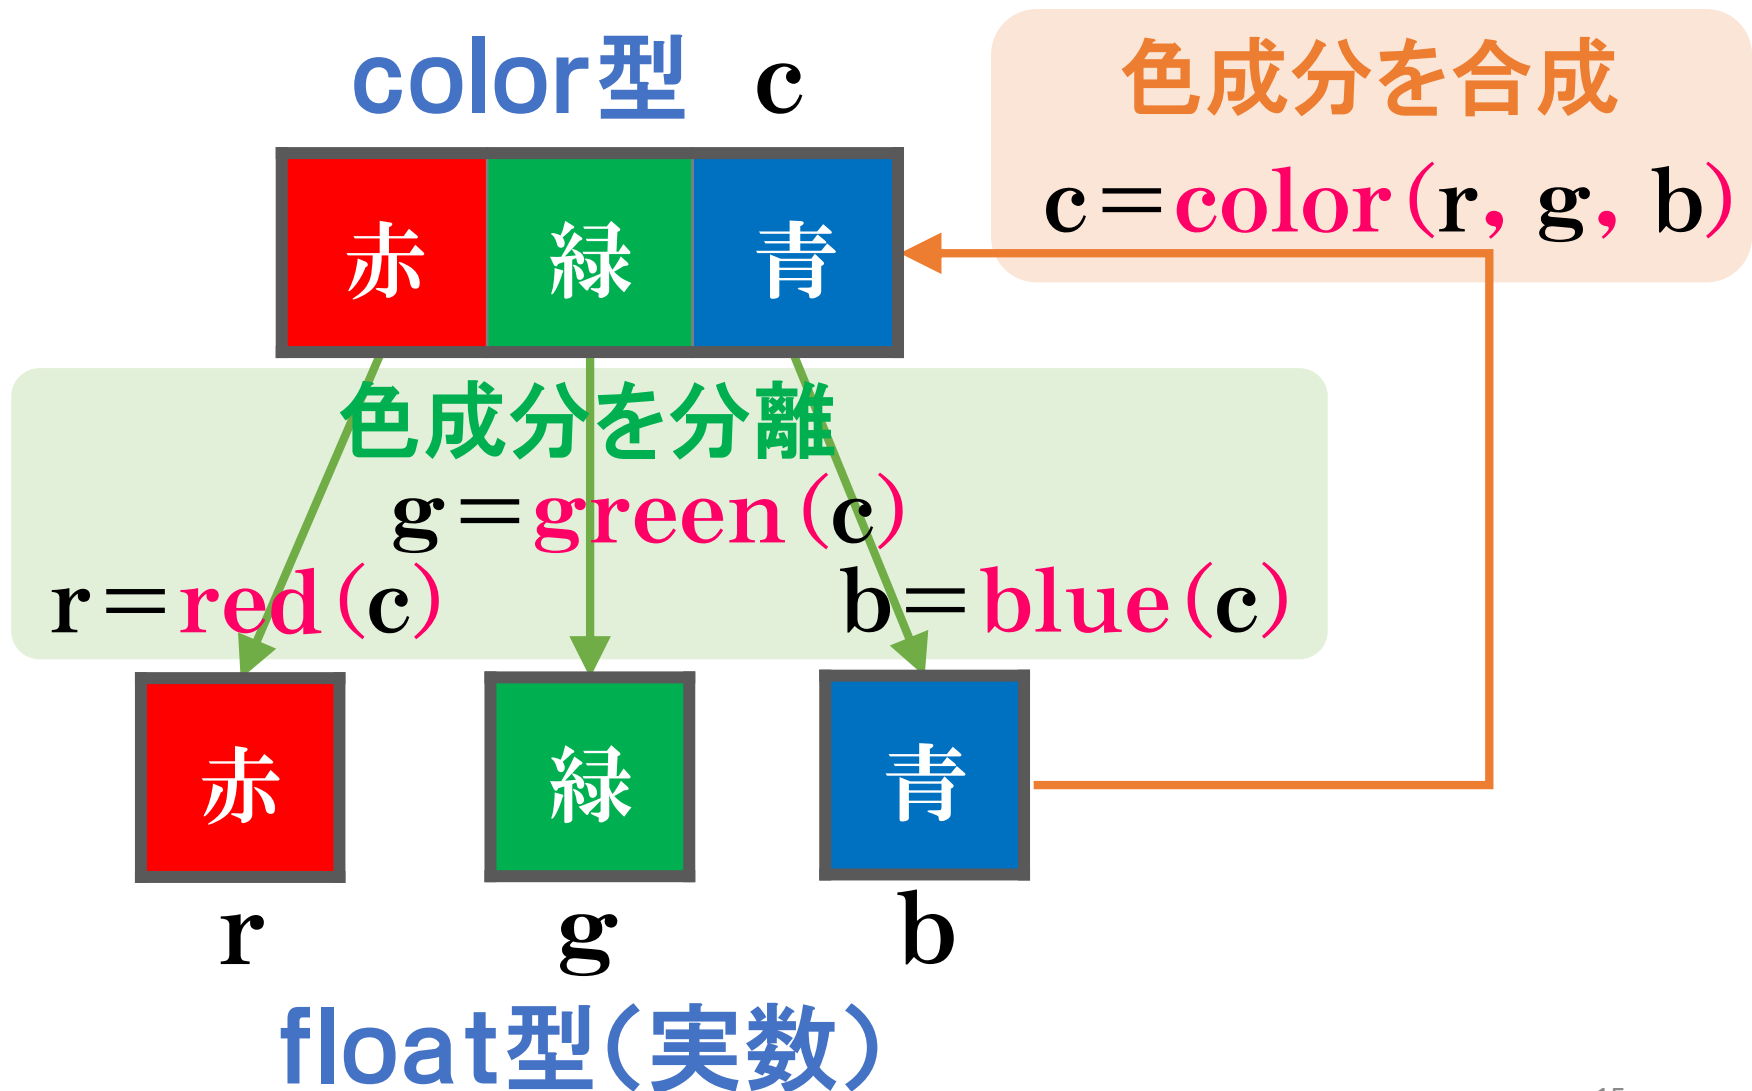 color型 c
色成分を合成
c=color(r, g, b)
赤 緑 青
色成分を分離
g=green(c)
r=red(c)
b=blue(c)
赤 緑 青
r g b
float型(実数)